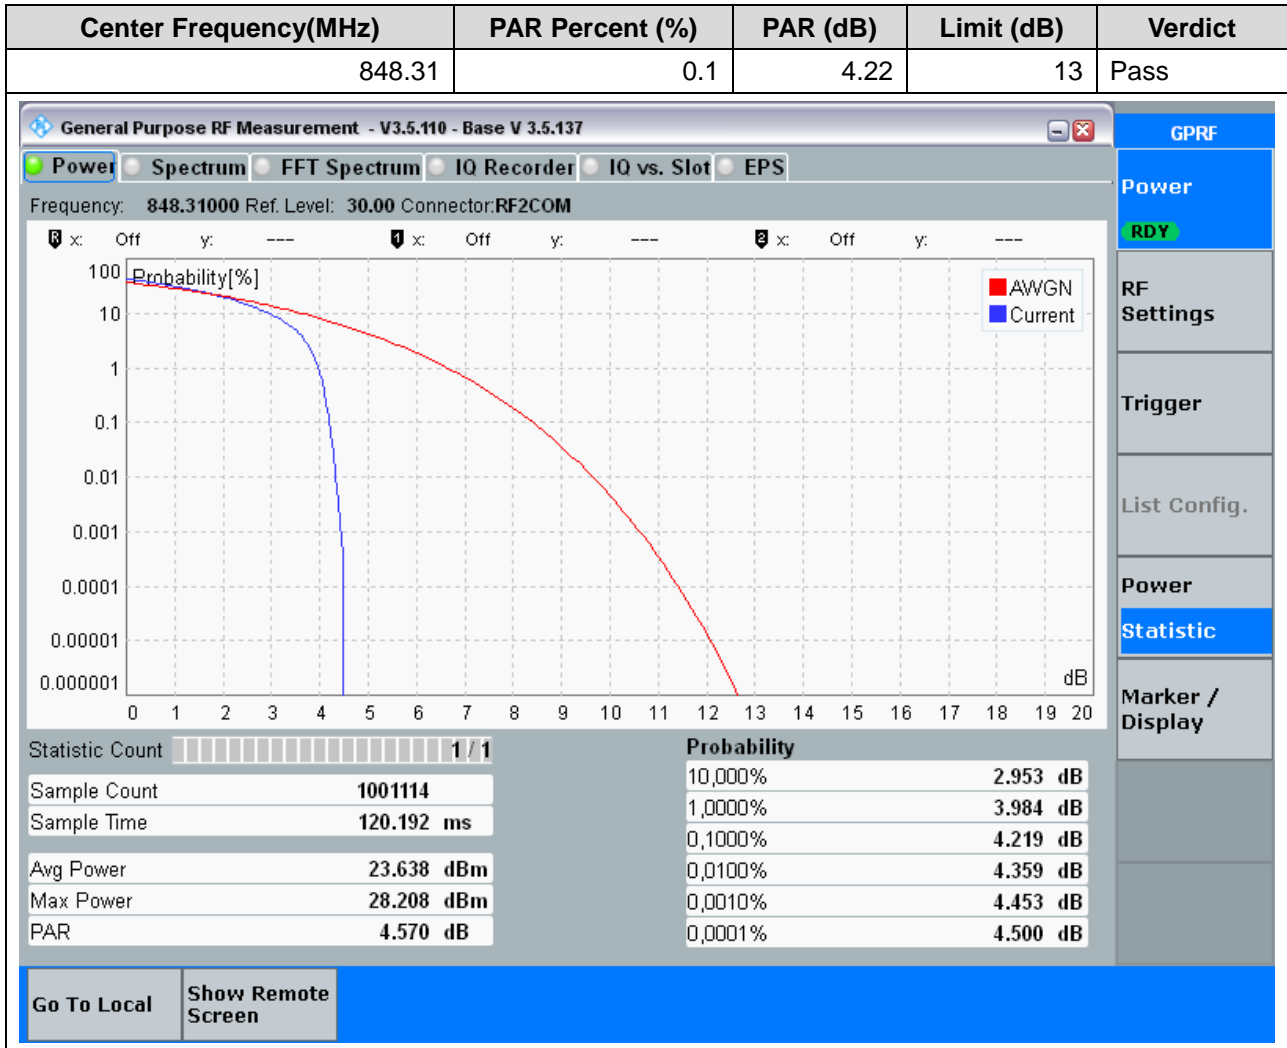 Center Frequency(MHz) PAR Percent (%) PAR (dB) Limit (dB) Verdict
848.31 0.1 4.22 13 Pass
General Purpose RF Measurement - V3.5.110 - Base V 3.5.137
GPRF
Power Spectrum FFT Spectrum IQ Recorder IQ vs. Slot EPS
Power
RDY
Frequency: 848.31000 Ref. Level: 30.00 Connector:RF2COM
R x: Off y: --- 1 x: Off y: --- 2 x: Off y: ---
Probability[%]
AWGN
Current
100
10
1
0.1
0.01
0.001
0.0001
0.00001
0.000001
dB
0 1 2 3 4 5 6 7 8 9 10 11 12 13 14 15 16 17 18 19 20
RF
Settings
Trigger
List Config.
Power
Statistic
Marker /
Display
Statistic Count 1 / 1
Sample Count 1001114
Sample Time 120.192 ms
Avg Power 23.638 dBm
Max Power 28.208 dBm
PAR 4.570 dB
Probability
10,000% 2.953 dB
1,0000% 3.984 dB
0,1000% 4.219 dB
0,0100% 4.359 dB
0,0010% 4.453 dB
0,0001% 4.500 dB
Go To Local
Show Remote
Screen